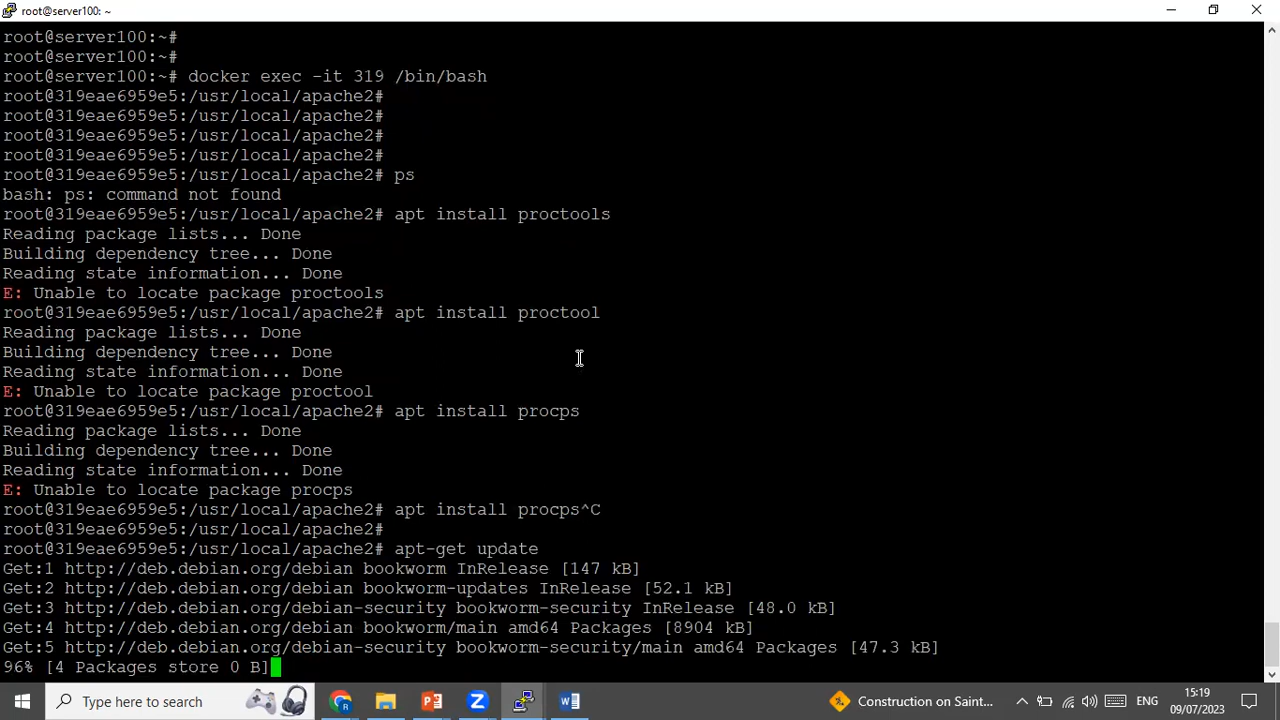 root@server100: ~
root@server100:~#
root@server100:~#
root@server100:~# docker exec -it 319 /bin/bash
root@319eae6959e5:/usr/local/apache2#
root@319eae6959e5:/usr/local/apache2#
root@319eae6959e5:/usr/local/apache2#
root@319eae6959e5:/usr/local/apache2#
root@319eae6959e5:/usr/local/apache2# ps
bash: ps: command not found
root@319eae6959e5:/usr/local/apache2# apt install proctools
Reading package lists... Done
Building dependency tree... Done
Reading state information... Done
E: Unable to locate package proctools
root@319eae6959e5:/usr/local/apache2# apt install proctool
Reading package lists... Done
Building dependency tree... Done
Reading state information... Done
E: Unable to locate package proctool
root@319eae6959e5:/usr/local/apache2# apt install procps
Reading package lists... Done
Building dependency tree... Done
Reading state information... Done
E: Unable to locate package procps
root@319eae6959e5:/usr/local/apache2# apt install procps^C
root@319eae6959e5:/usr/local/apache2#
root@319eae6959e5:/usr/local/apache2# apt-get update
Get:1 http://deb.debian.org/debian bookworm InRelease [147 kB]
Get:2 http://deb.debian.org/debian bookworm-updates InRelease [52.1 kB]
Get:3 http://deb.debian.org/debian-security bookworm-security InRelease [48.0 kB]
Get:4 http://deb.debian.org/debian bookworm/main amd64 Packages [8904 kB]
Get:5 http://deb.debian.org/debian-security bookworm-security/main amd64 Packages [47.3 kB]
96% [4 Packages store 0 B]
Type here to search
Construction on Saint...
ENG
15:19
09/07/2023